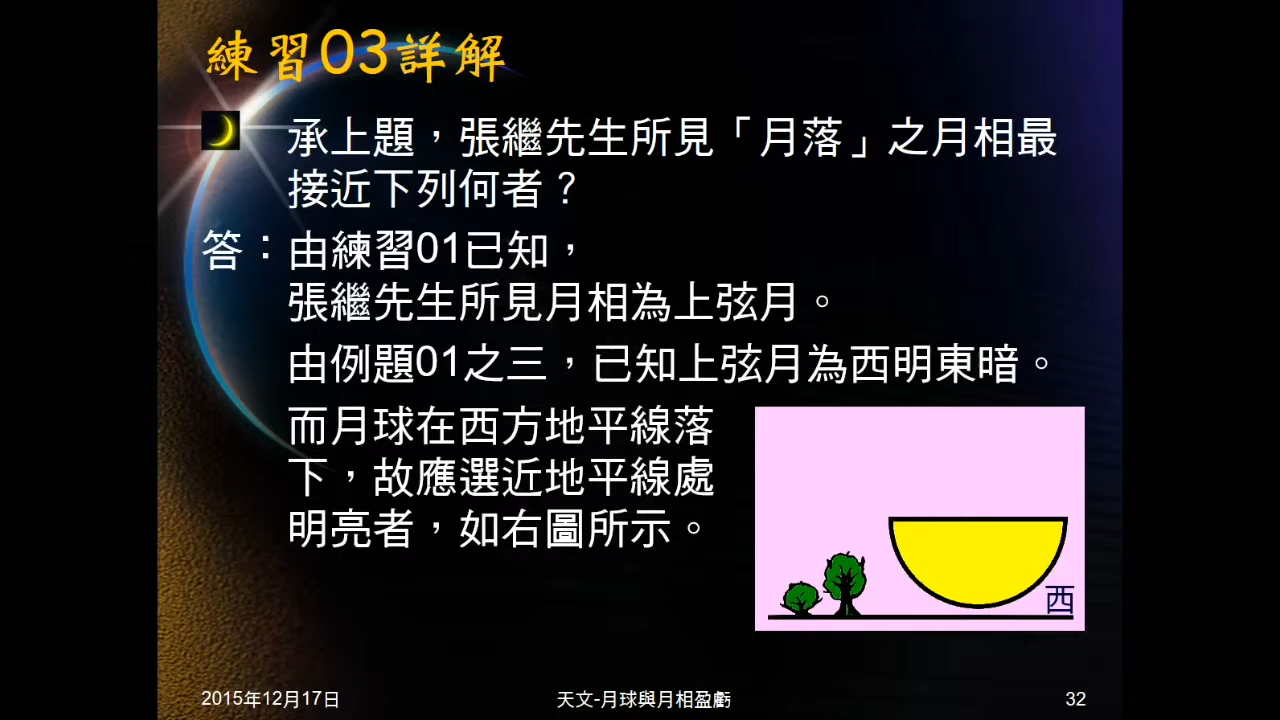 練習03詳解
承上題，張繼先生所見「月落」之月相最
接近下列何者？
答：由練習01已知，
張繼先生所見月相為上弦月。
由例題01之三，已知上弦月為西明東暗。
而月球在西方地平線落
下，故應選近地平線處
明亮者，如右圖所示。
西
2015年12月17日
天文-月球與月相盈虧
32